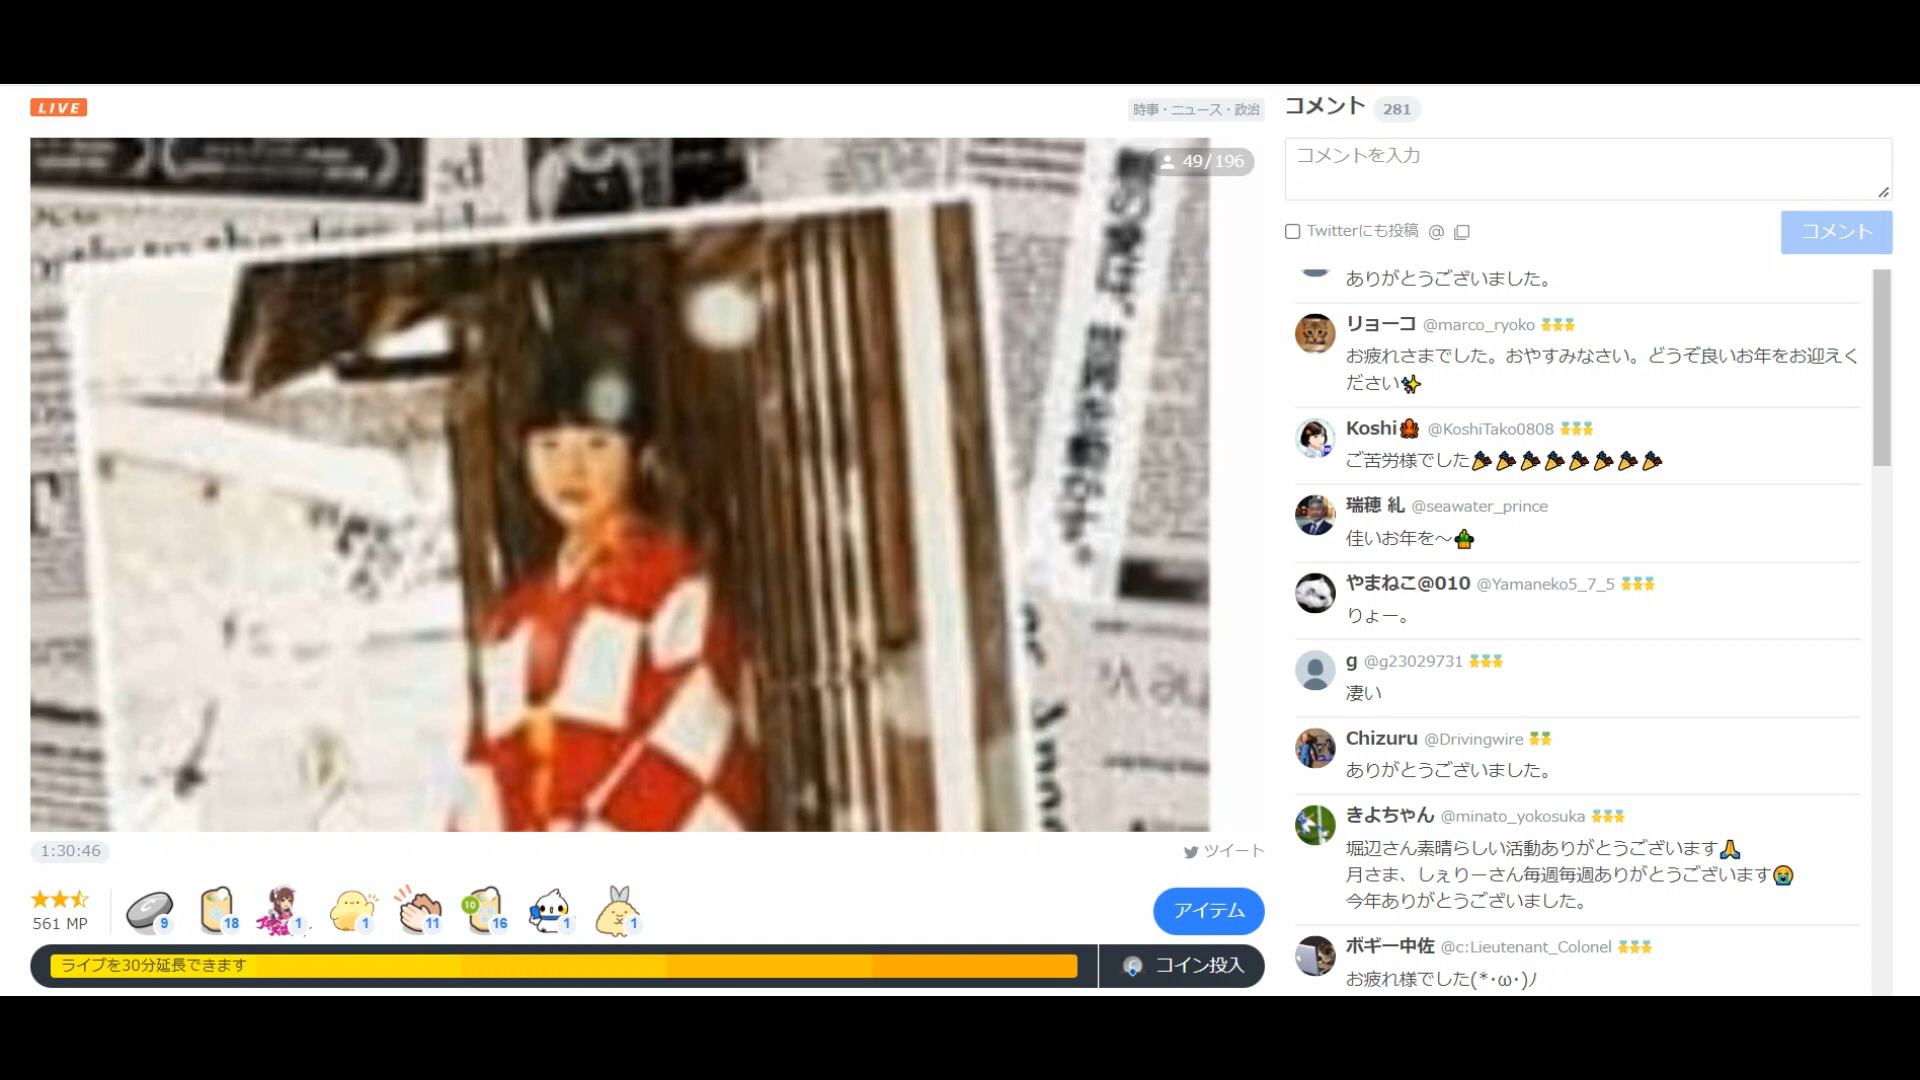 LIVE
時事・ニュース・政治
49/196
1:30:46
ツイート
561 MP
9
18
1
1
11
10
16
1
1
アイテム
ライブを30分延長できます
コイン投入
コメント 281
コメントを入力
Twitterにも投稿 @
コメント
ありがとうございました。
リョーコ @marco_ryoko
お疲れさまでした。おやすみなさい。どうぞ良いお年をお迎えく
ださい✨
Koshi🐙 @KoshiTako0808
ご苦労様でした🎉🎉🎉🎉🎉🎉🎉🎉
瑞穂 糺 @seawater_prince
佳いお年を～🎍
やまねこ@010 @Yamaneko5_7_5
りょー。
g @g23029731
凄い
Chizuru @Drivingwire
ありがとうございました。
きよちゃん @minato_yokosuka
堀辺さん素晴らしい活動ありがとうございます🙏
月さま、しぇりーさん毎週毎週ありがとうございます😭
今年ありがとうございました。
ボギー中佐 @c:Lieutenant_Colonel
お疲れ様でした(*･ω･)ﾉ